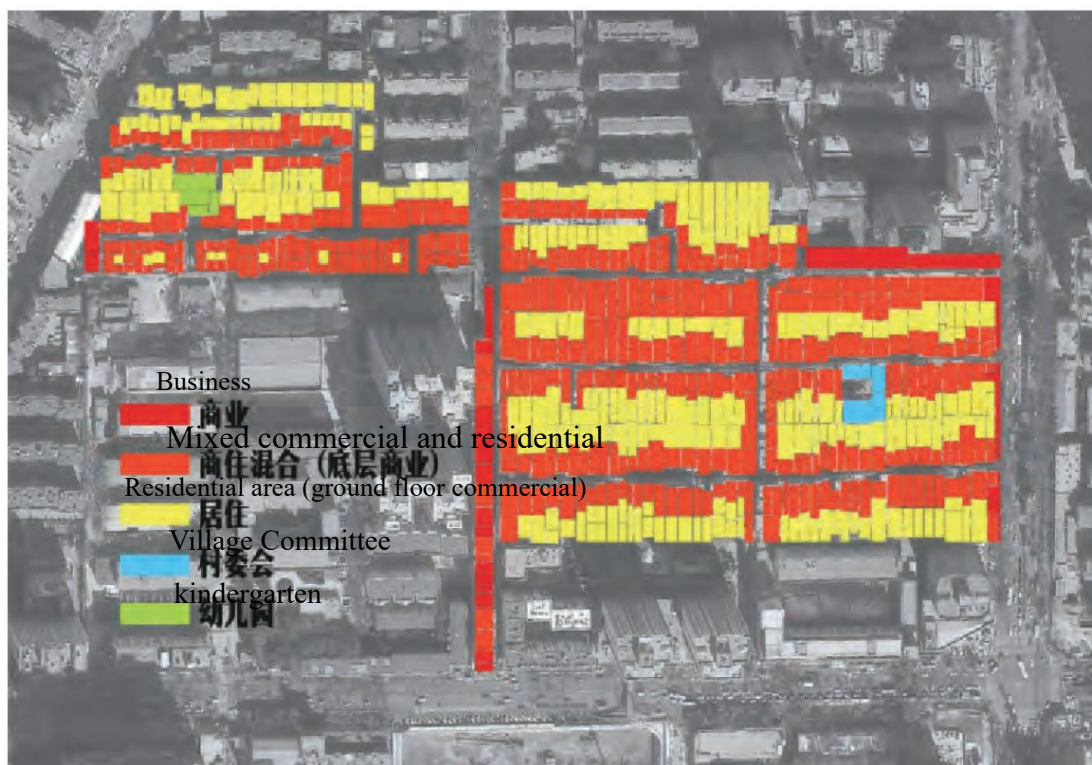 Business
商业
Mixed commercial and residential
商住混合（底层商业）
Residential area (ground floor commercial)
居住
Village Committee
村委会
kindergarten
幼儿园